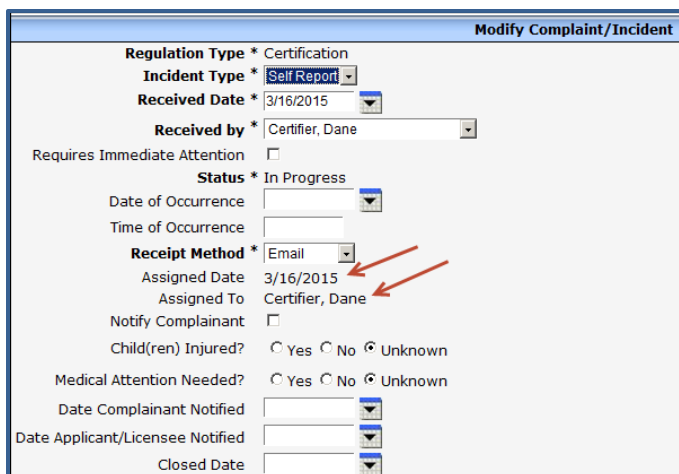 Modify Complaint/Incident
Regulation Type * Certification
Incident Type * Self Report
Received Date * 3/16/2015
Received by * Certifier, Dane
Requires Immediate Attention
Status * In Progress
Date of Occurrence
Time of Occurrence
Receipt Method * Email
Assigned Date 3/16/2015
Assigned To Certifier, Dane
Notify Complainant
Child(ren) Injured? Yes No Unknown
Medical Attention Needed? Yes No Unknown
Date Complainant Notified
Date Applicant/Licensee Notified
Closed Date